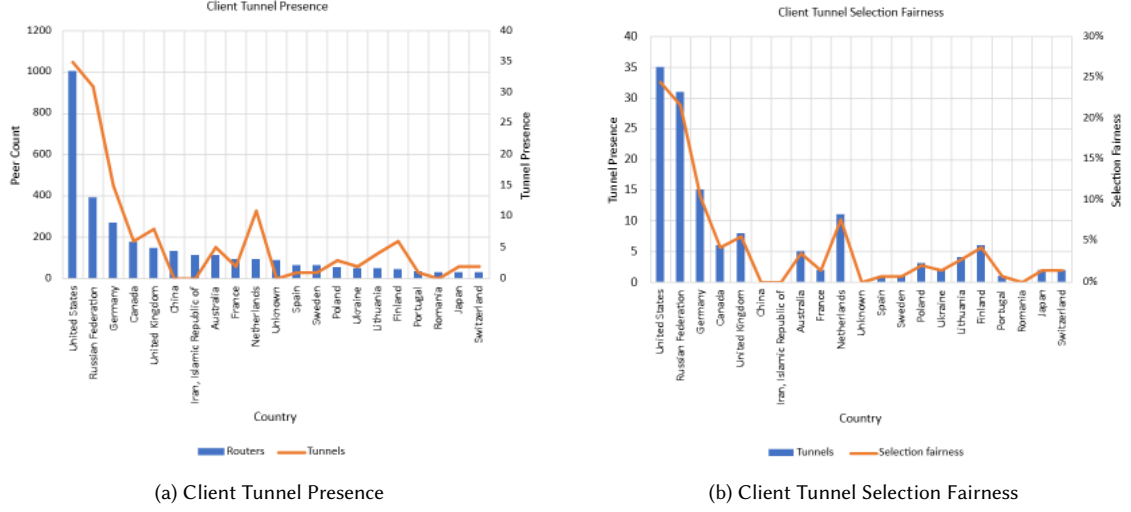 Client Tunnel Presence
1200
1000
800
600
400
200
0
Peer Count
40
35
30
25
20
15
10
5
0
Tunnel Presence
United States
Russian Federation
Germany
Canada
United Kingdom
China
Iran, Islamic Republic of
Australia
France
Netherlands
Unknown
Spain
Sweden
Poland
Ukraine
Lithuania
Finland
Portugal
Romania
Japan
Switzerland
Country
Routers
Tunnels
(a) Client Tunnel Presence
Client Tunnel Selection Fairness
40
35
30
25
20
15
10
5
0
Tunnel Presence
30%
25%
20%
15%
10%
5%
0%
Selection Fairness
United States
Russian Federation
Germany
Canada
United Kingdom
China
Iran, Islamic Republic of
Australia
France
Netherlands
Unknown
Spain
Sweden
Poland
Ukraine
Lithuania
Finland
Portugal
Romania
Japan
Switzerland
Country
Tunnels
Selection fairness
(b) Client Tunnel Selection Fairness